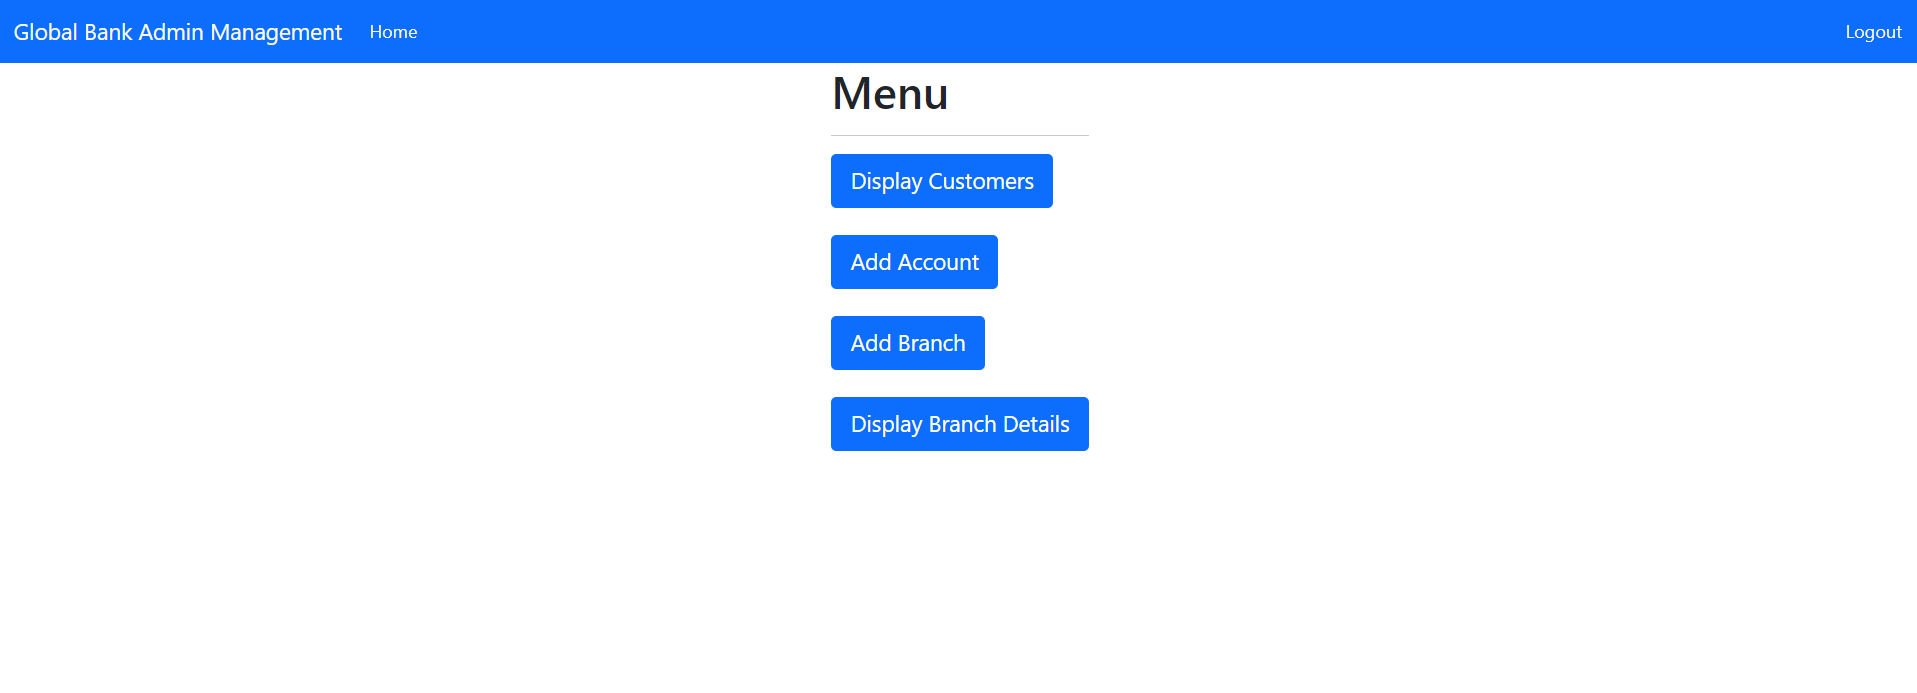 Global Bank Admin Management Home Logout
Menu
Display Customers
Add Account
Add Branch
Display Branch Details